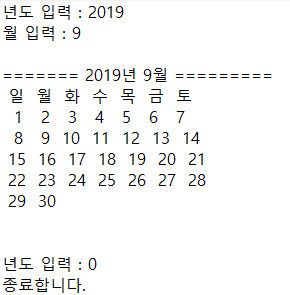 년도 입력 : 2019
월 입력 : 9
======= 2019년 9월 =========
일 월 화 수 목 금 토
1 2 3 4 5 6 7
8 9 10 11 12 13 14
15 16 17 18 19 20 21
22 23 24 25 26 27 28
29 30
년도 입력 : 0
종료합니다.